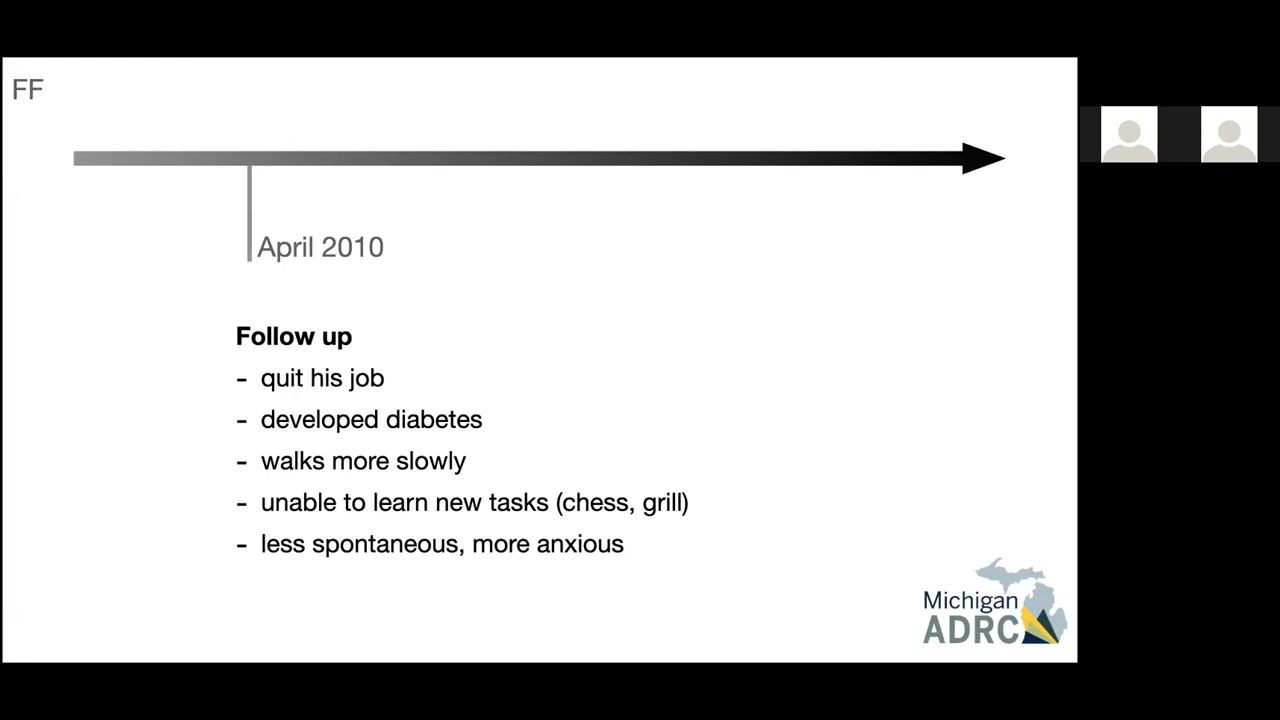 FF
April 2010
Follow up
- quit his job
- developed diabetes
- walks more slowly
- unable to learn new tasks (chess, grill)
- less spontaneous, more anxious
Michigan
ADRC